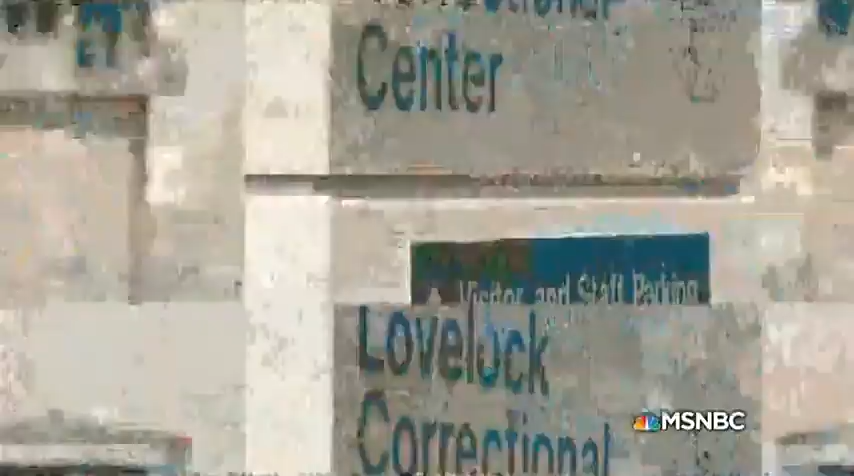 Center
Visitor and Staff Parking
Lovelock
Correctional
MSNBC